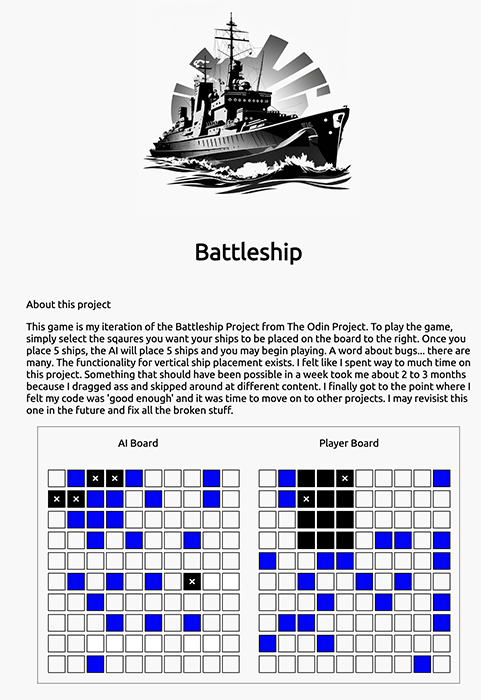 Battleship
About this project
This game is my iteration of the Battleship Project from The Odin Project. To play the game,
simply select the sqaures you want your ships to be placed on the board to the right. Once you
place 5 ships, the AI will place 5 ships and you may begin playing. A word about bugs... there are
many. The functionality for vertical ship placement exists. I felt like I spent way to much time on
this project. Something that should have been possible in a week took me about 2 to 3 months
because I dragged ass and skipped around at different content. I finally got to the point where I
felt my code was 'good enough' and it was time to move on to other projects. I may revisist this
one in the future and fix all the broken stuff.
AI Board
Player Board